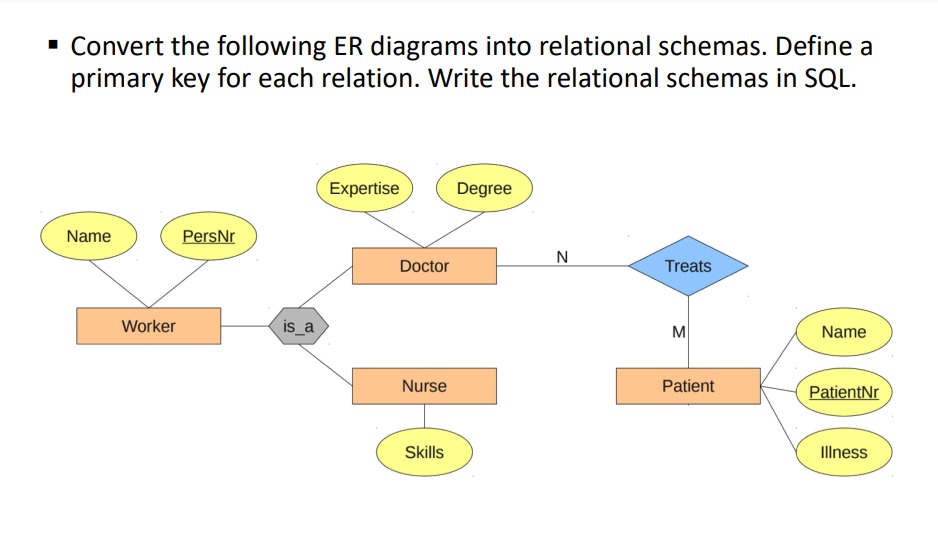 ▪ Convert the following ER diagrams into relational schemas. Define a
primary key for each relation. Write the relational schemas in SQL.
Expertise
Degree
Name
PersNr
Doctor
N
Treats
Worker
is_a
M
Name
Nurse
Patient
PatientNr
Skills
Illness